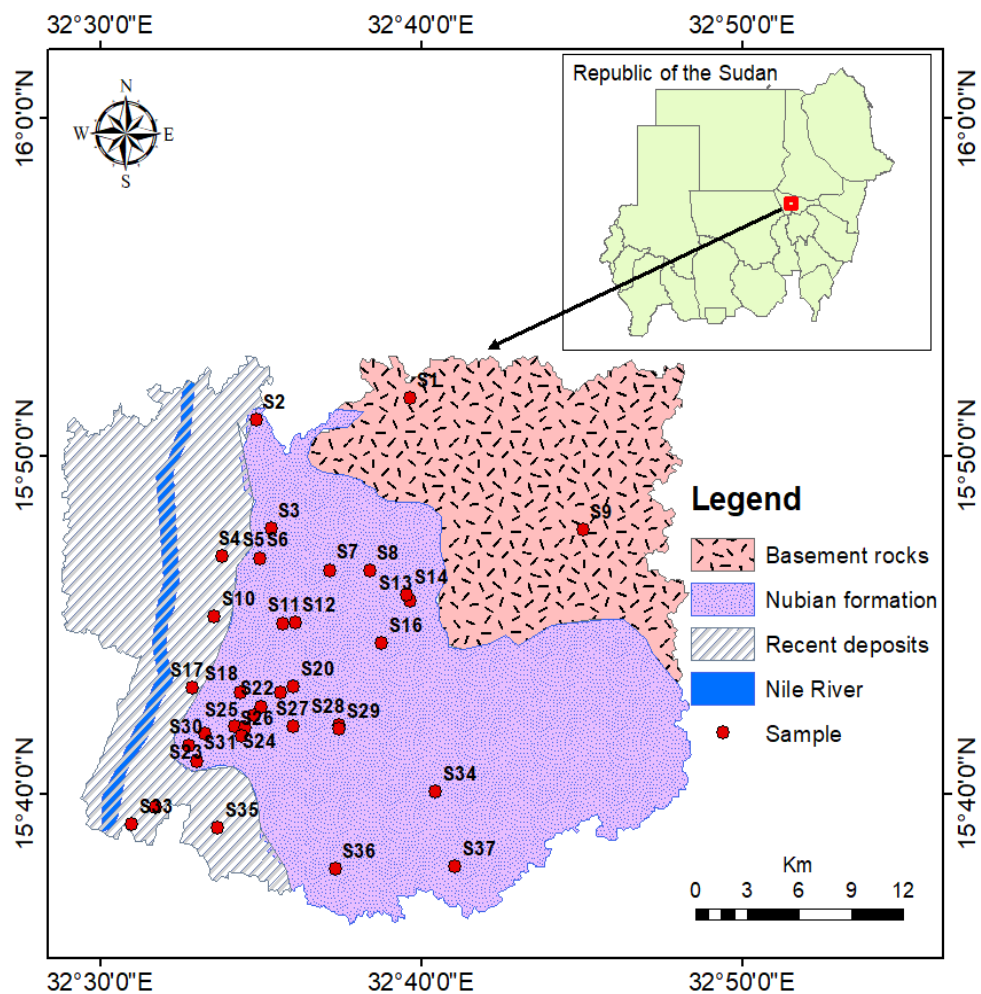 32°30'0"E 32°40'0"E 32°50'0"E
16°0'0"N
16°0'0"N
N
W E
S
Republic of the Sudan
15°50'0"N
15°50'0"N
S1
S2
S3
S9
S4 S5 S6
S7 S8
S13 S14
S10
S11 S12
S16
S17 S18
S20
S22
S25
S26
S27 S28 S29
S30
S31
S24
S23
S34
S33
S35
S36
S37
Legend
Basement rocks
Nubian formation
Recent deposits
Nile River
Sample
15°40'0"N
15°40'0"N
Km
0 3 6 9 12
32°30'0"E 32°40'0"E 32°50'0"E